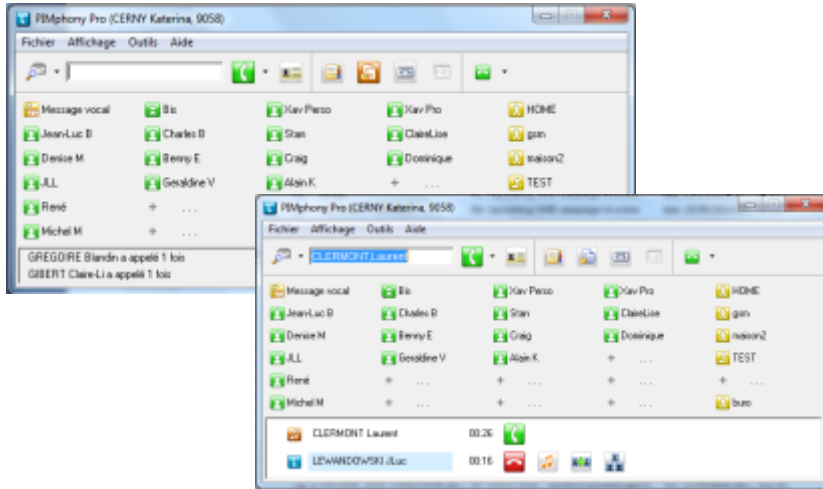 PIMphony Pro (CERNY Katerina, 9058)
Fichier Affichage Outils Aide
Message vocal Bis Xav Perso Xav Pro HOME
Jean-Luc B Charles B Stan ClaireLise gsm
Denise M Benny E Craig Dominique maison2
JLL Geraldine V Alain K + ... TEST
René + ...
Michel M + ...
GREGOIRE Blandin a appelé 1 fois
GIBERT Claire-Li a appelé 1 fois
PIMphony Pro (CERNY Katerina, 9058)
Fichier Affichage Outils Aide
CLERMONT Laurent
Message vocal Bis Xav Perso Xav Pro HOME
Jean-Luc B Charles B Stan ClaireLise gsm
Denise M Benny E Craig Dominique maison2
JLL Geraldine V Alain K + ... TEST
René + ... + ... + ... + ...
Michel M + ... + ... + ... buro
CLERMONT Laurent 00:26
LEWANDOWSKI JLuc 00:16